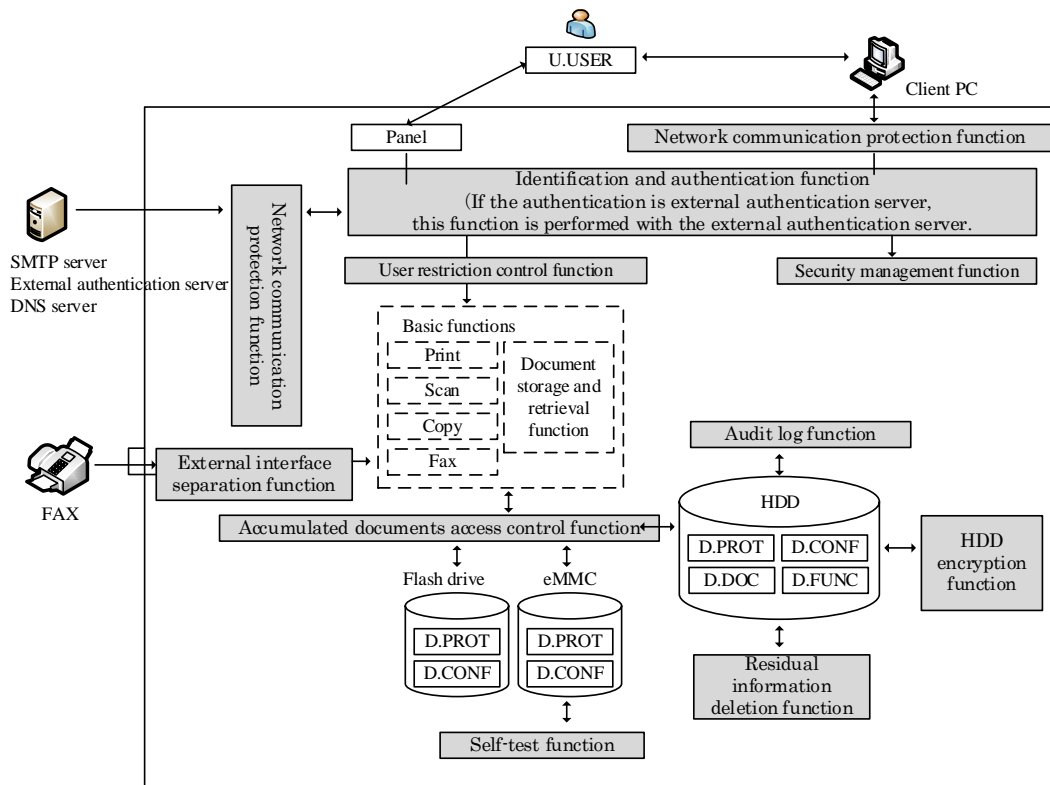 U.USER
Client PC
Panel
Network communication protection function
Identification and authentication function
(If the authentication is external authentication server,
this function is performed with the external authentication server.
SMTP server
External authentication server
DNS server
Network communication
protection function
User restriction control function
Security management function
Basic functions
Print
Scan
Copy
Fax
Document
storage and
retrieval
function
FAX
External interface
separation function
Audit log function
Accumulated documents access control function
HDD
D.PROT
D.CONF
D.DOC
D.FUNC
HDD
encryption
function
Flash drive
eMMC
D.PROT
D.CONF
D.PROT
D.CONF
Residual
information
deletion function
Self-test function